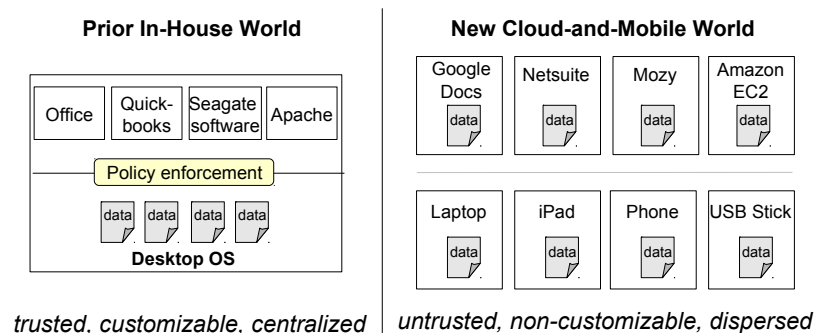 Prior In-House World
Office
Quick-
books
Seagate
software
Apache
Policy enforcement
data
data
data
data
Desktop OS
trusted, customizable, centralized
New Cloud-and-Mobile World
Google
Docs
data
Netsuite
data
Mozy
data
Amazon
EC2
data
Laptop
data
iPad
data
Phone
data
USB Stick
data
untrusted, non-customizable, dispersed